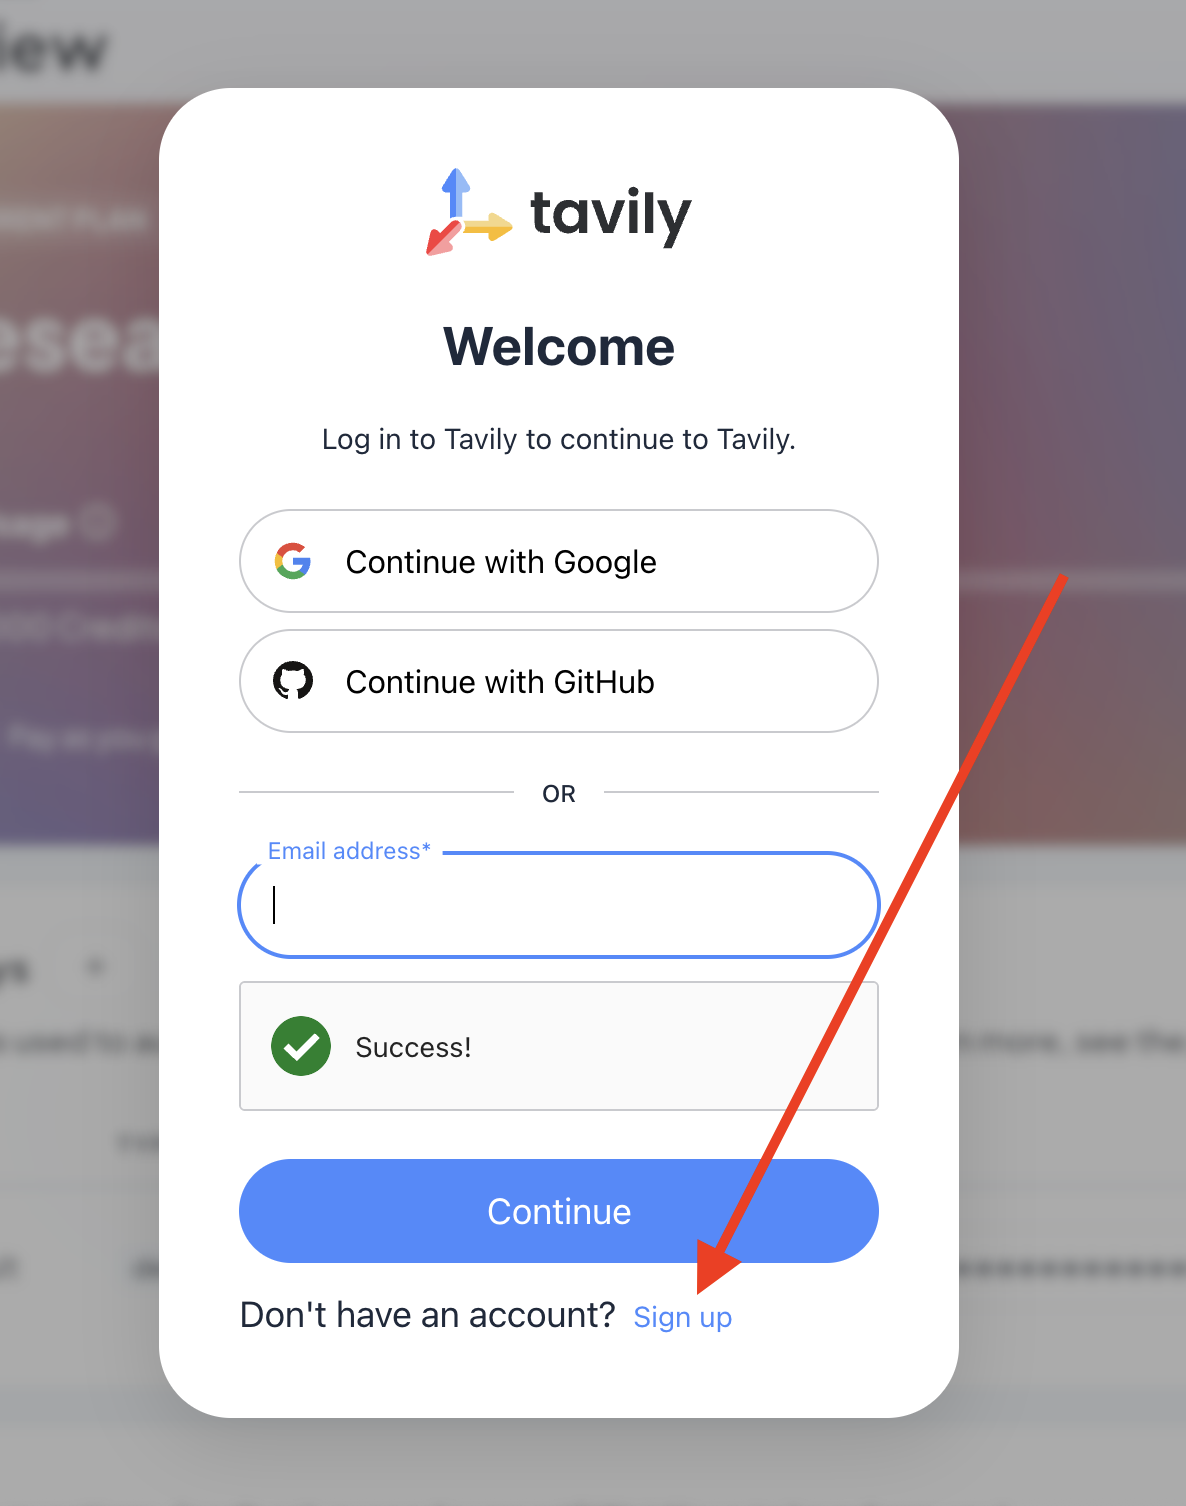 iew
tavily
Welcome
Log in to Tavily to continue to Tavily.
Continue with Google
Continue with GitHub
OR
Email address*
Success!
Continue
Don't have an account? Sign up